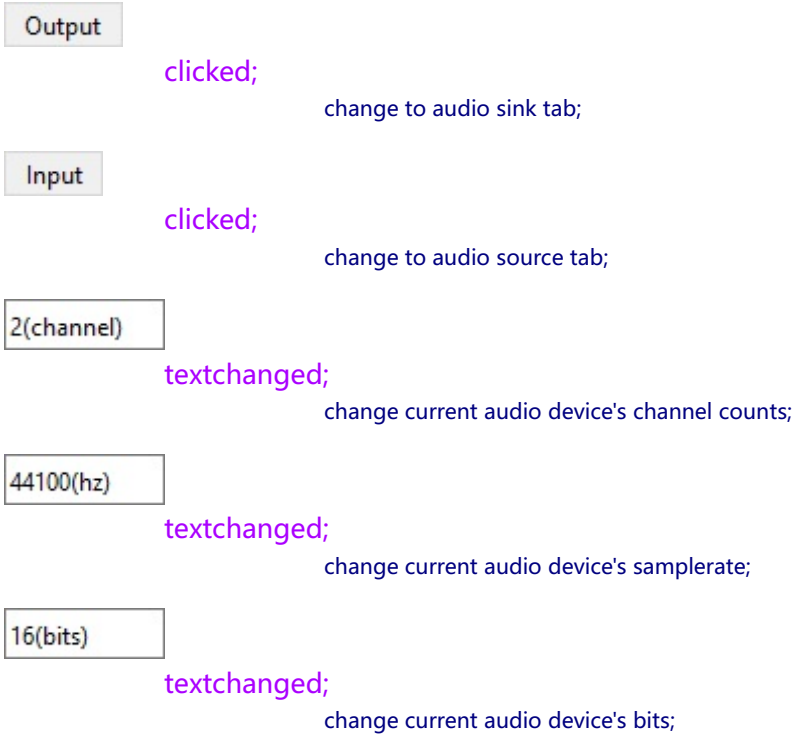 Output
clicked;
change to audio sink tab;
Input
clicked;
change to audio source tab;
2(channel)
textchanged;
change current audio device's channel counts;
44100(hz)
textchanged;
change current audio device's samplerate;
16(bits)
textchanged;
change current audio device's bits;